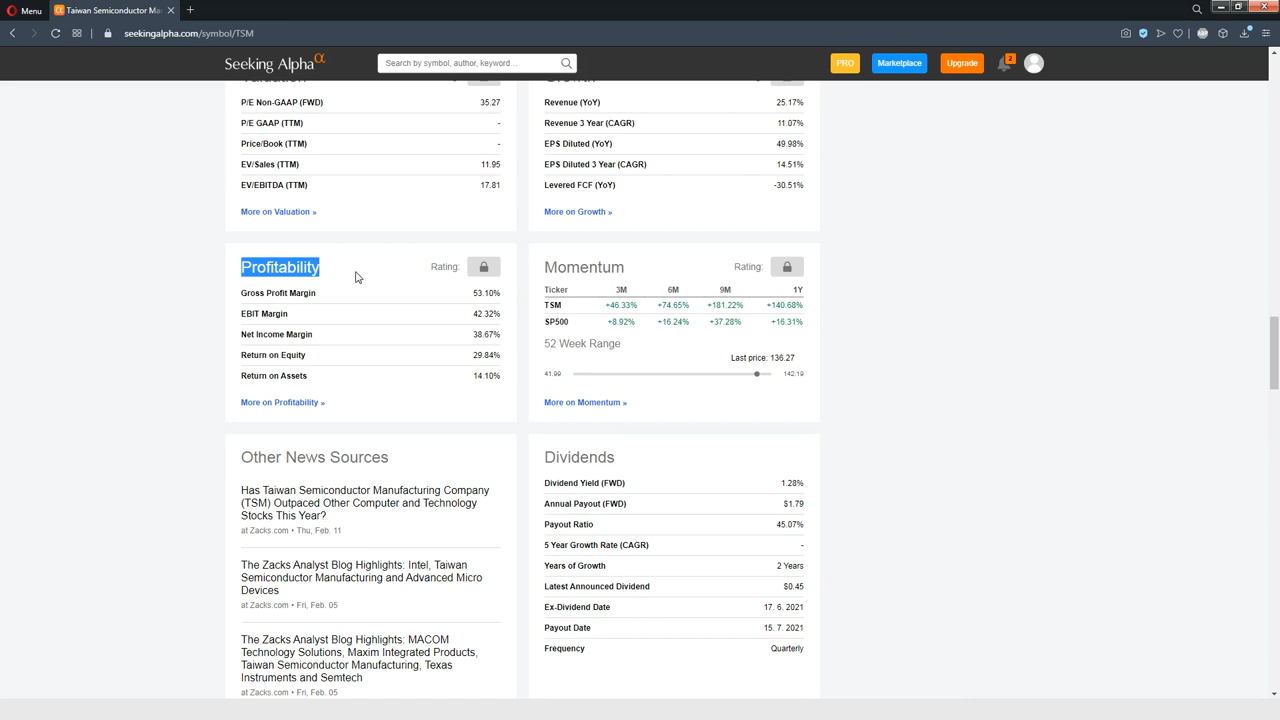 Menu
Taiwan Semiconductor Ma
seekingalpha.com/symbol/TSM
Seeking Alpha α
Search by symbol, author, keyword…
PRO
Marketplace
Upgrade
2
Valuation
P/E Non-GAAP (FWD) 35.27
P/E GAAP (TTM) -
Price/Book (TTM) -
EV/Sales (TTM) 11.95
EV/EBITDA (TTM) 17.81
More on Valuation »
Growth
Revenue (YoY) 25.17%
Revenue 3 Year (CAGR) 11.07%
EPS Diluted (YoY) 49.98%
EPS Diluted 3 Year (CAGR) 14.51%
Levered FCF (YoY) -30.51%
More on Growth »
Profitability Rating:
Gross Profit Margin 53.10%
EBIT Margin 42.32%
Net Income Margin 38.67%
Return on Equity 29.84%
Return on Assets 14.10%
More on Profitability »
Momentum Rating:
Ticker 3M 6M 9M 1Y
TSM +46.33% +74.65% +181.22% +140.68%
SP500 +8.92% +16.24% +37.28% +16.31%
52 Week Range
Last price: 136.27
41.99 142.19
More on Momentum »
Other News Sources
Has Taiwan Semiconductor Manufacturing Company
(TSM) Outpaced Other Computer and Technology
Stocks This Year?
at Zacks.com • Thu, Feb. 11
The Zacks Analyst Blog Highlights: Intel, Taiwan
Semiconductor Manufacturing and Advanced Micro
Devices
at Zacks.com • Fri, Feb. 05
The Zacks Analyst Blog Highlights: MACOM
Technology Solutions, Maxim Integrated Products,
Taiwan Semiconductor Manufacturing, Texas
Instruments and Semtech
at Zacks.com • Fri, Feb. 05
Dividends
Dividend Yield (FWD) 1.28%
Annual Payout (FWD) $1.79
Payout Ratio 45.07%
5 Year Growth Rate (CAGR) -
Years of Growth 2 Years
Latest Announced Dividend $0.45
Ex-Dividend Date 17. 6. 2021
Payout Date 15. 7. 2021
Frequency Quarterly